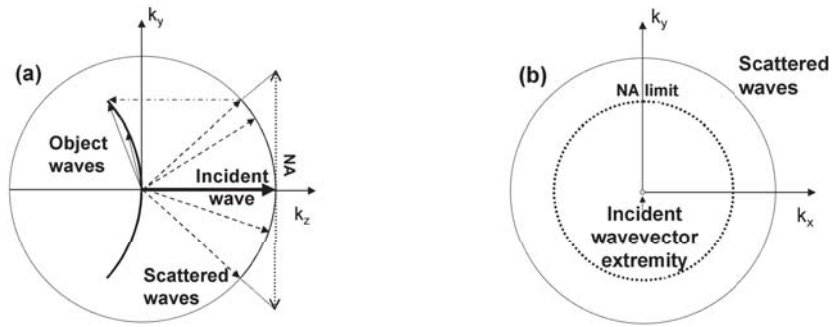 (a)
k_y
Object
waves
Incident
wave
k_z
NA
Scattered
waves
(b)
k_y
Scattered
waves
NA limit
k_x
Incident
wavevector
extremity